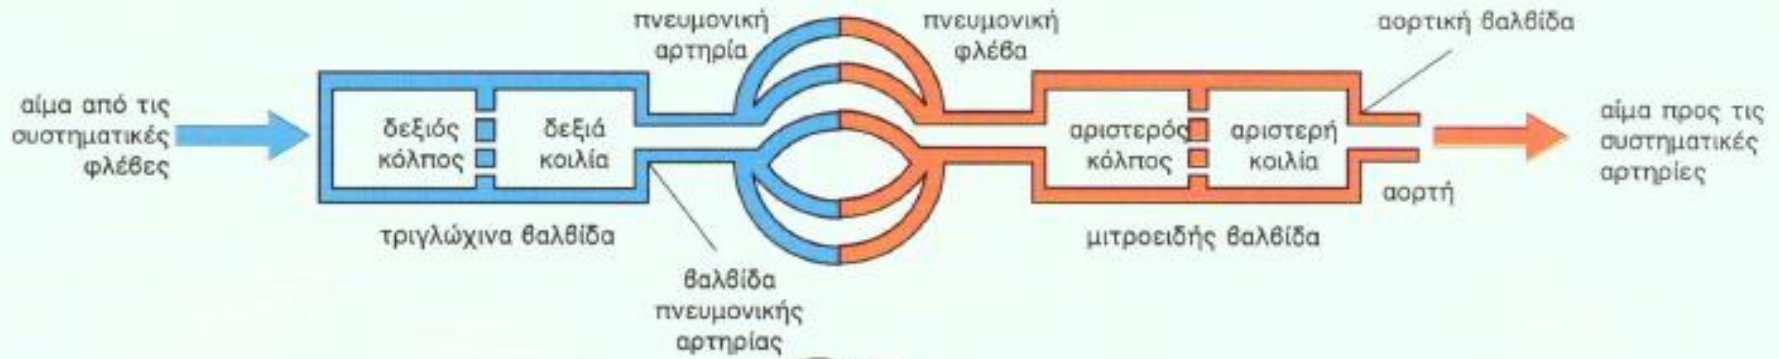 πνευμονική
αρτηρία
πνευμονική
φλέβα
αορτική βαλβίδα
αίμα από τις
συστηματικές
φλέβες
δεξιός
κόλπος
δεξιά
κοιλία
αριστερός
κόλπος
αριστερή
κοιλία
αίμα προς τις
συστηματικές
αρτηρίες
αορτή
τριγλώχινα βαλβίδα
μιτροειδής βαλβίδα
βαλβίδα
πνευμονικής
αρτηρίας